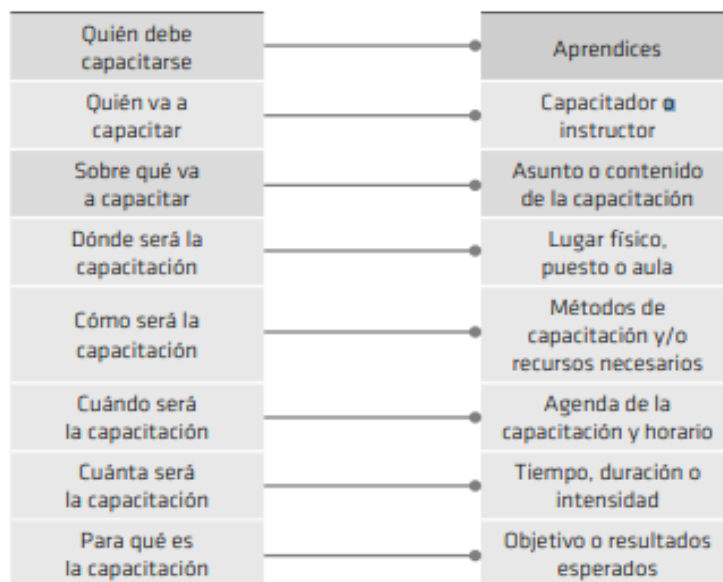 Quién debe
capacitarse
Aprendices
Quién va a
capacitar
Capacitador o
instructor
Sobre qué va
a capacitar
Asunto o contenido
de la capacitación
Dónde será la
capacitación
Lugar físico,
puesto o aula
Cómo será la
capacitación
Métodos de
capacitación y/o
recursos necesarios
Cuándo será
la capacitación
Agenda de la
capacitación y horario
Cuánta será
la capacitación
Tiempo, duración o
intensidad
Para qué es
la capacitación
Objetivo o resultados
esperados